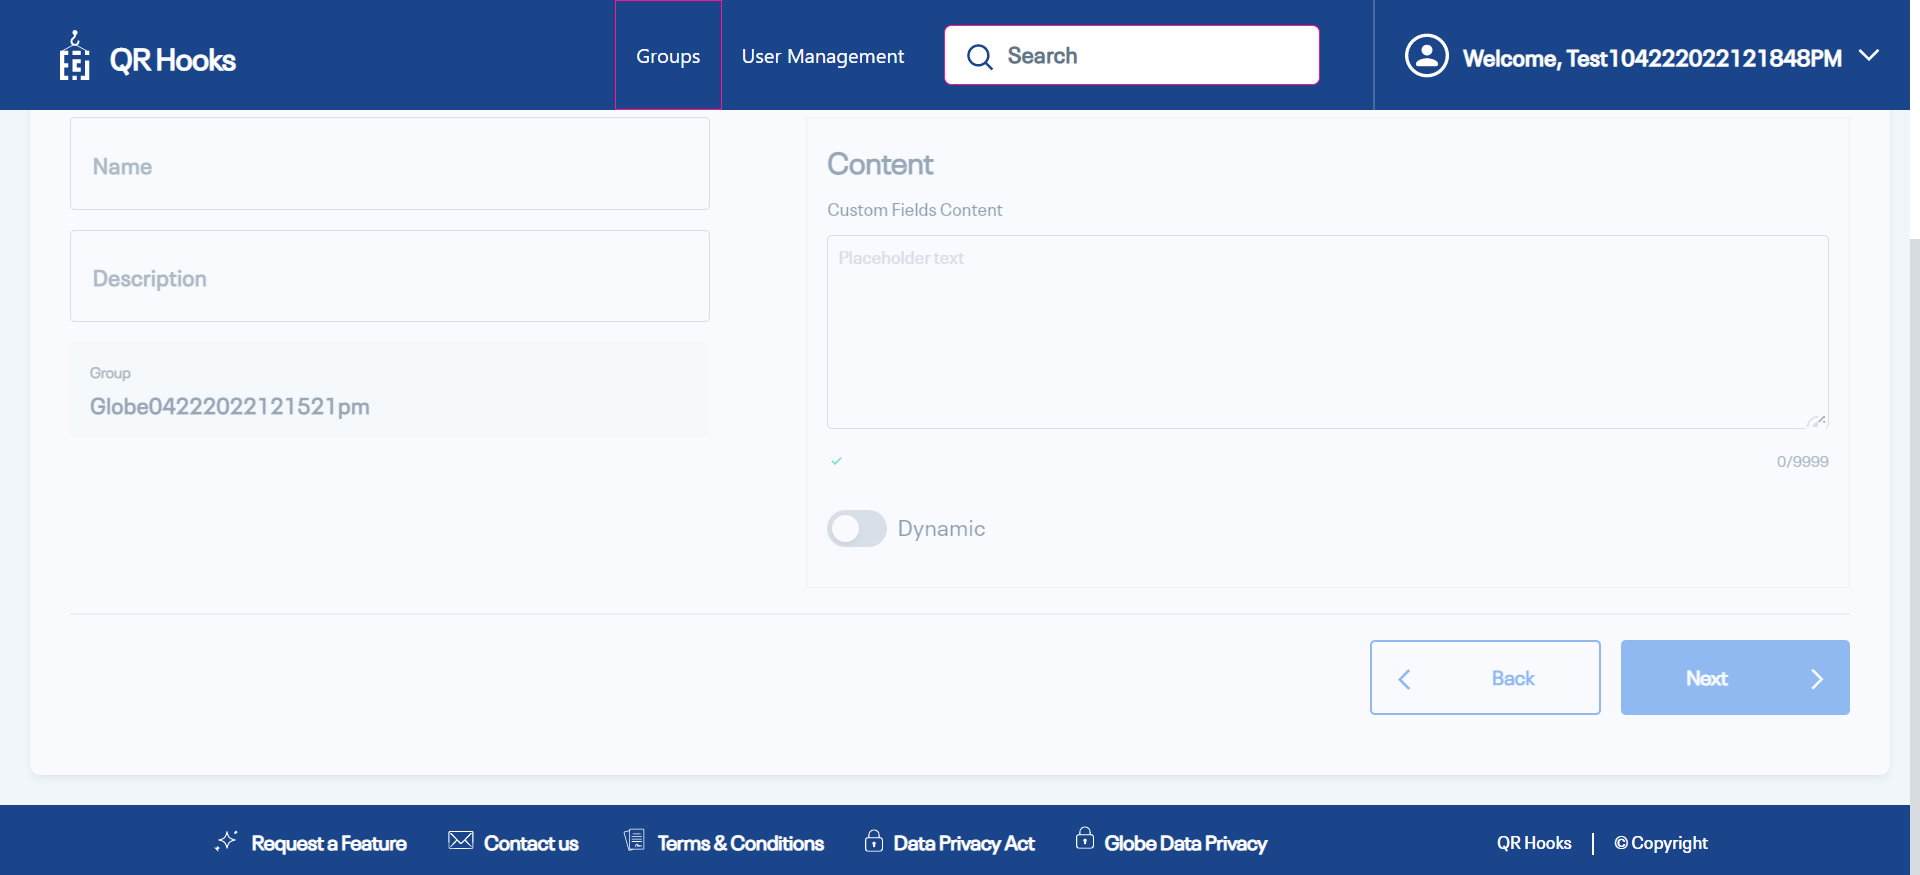 QR Hooks
Groups
User Management
Search
Welcome, Test104222022121848PM
Name
Description
Group
Globe04222022121521pm
Content
Custom Fields Content
Placeholder text
0/9999
Dynamic
Back
Next
Request a Feature
Contact us
Terms & Conditions
Data Privacy Act
Globe Data Privacy
QR Hooks
© Copyright